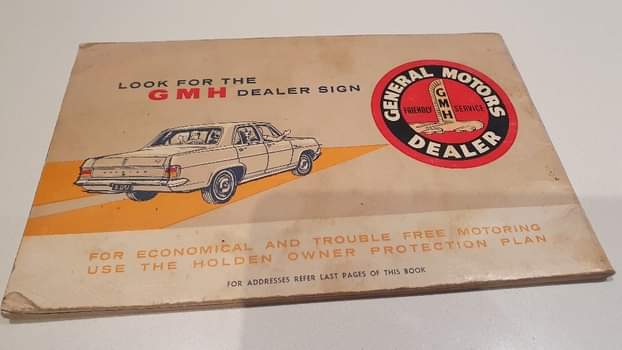 LOOK FOR THE
GMH DEALER SIGN
GENERAL MOTORS
FRIENDLY SERVICE
GMH
DEALER
FOR ECONOMICAL AND TROUBLE FREE MOTORING
USE THE HOLDEN OWNER PROTECTION PLAN
FOR ADDRESSES REFER LAST PAGES OF THIS BOOK